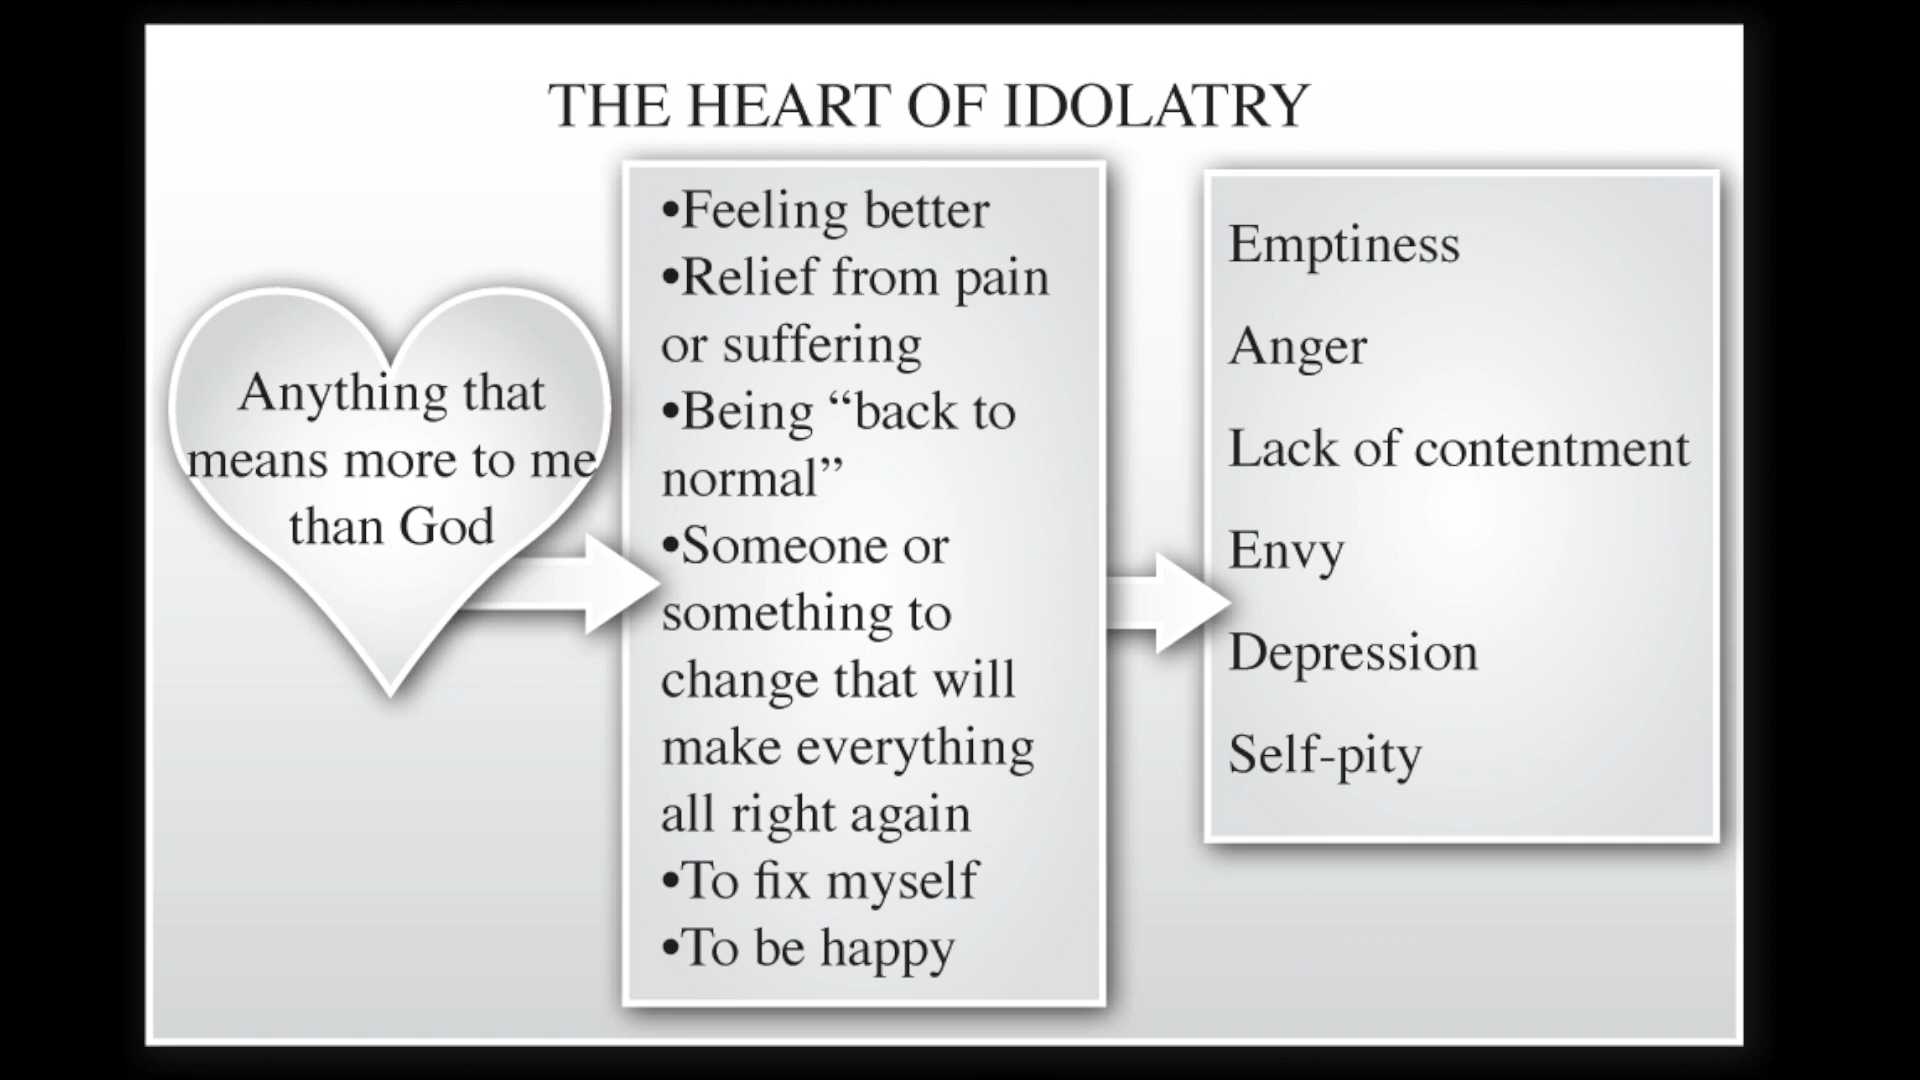 THE HEART OF IDOLATRY
Anything that
means more to me
than God
•Feeling better
•Relief from pain
or suffering
•Being “back to
normal”
•Someone or
something to
change that will
make everything
all right again
•To fix myself
•To be happy
Emptiness
Anger
Lack of contentment
Envy
Depression
Self-pity